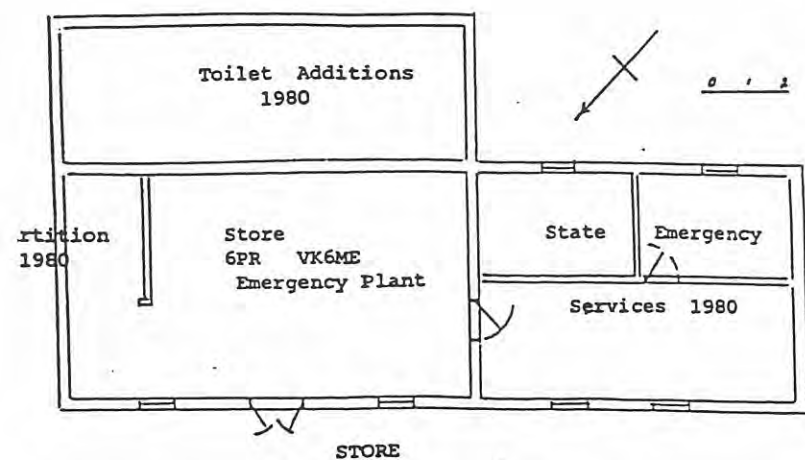 Toilet Additions
1980
0 1 2
rtition
1980
Store
6PR VK6ME
Emergency Plant
State Emergency
Services 1980
STORE